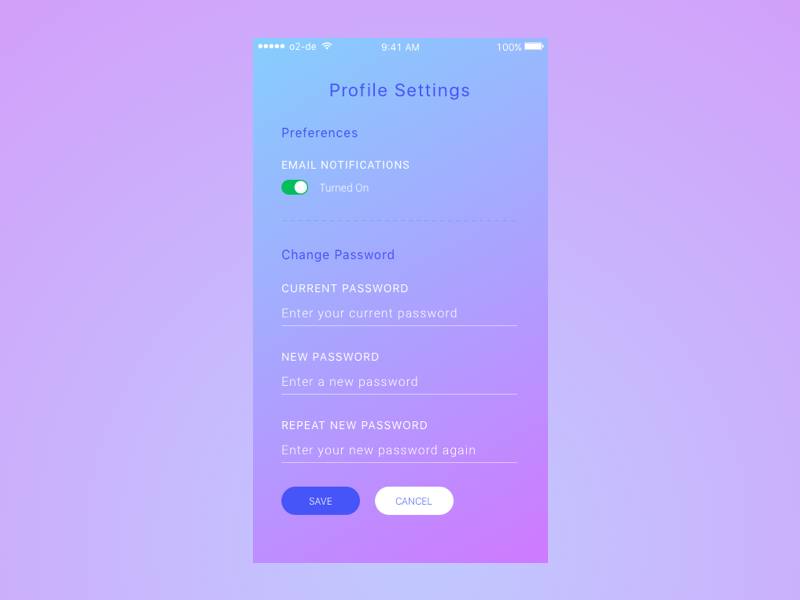 o2-de 9:41 AM 100%
Profile Settings
Preferences
EMAIL NOTIFICATIONS
Turned On
Change Password
CURRENT PASSWORD
Enter your current password
NEW PASSWORD
Enter a new password
REPEAT NEW PASSWORD
Enter your new password again
SAVE CANCEL